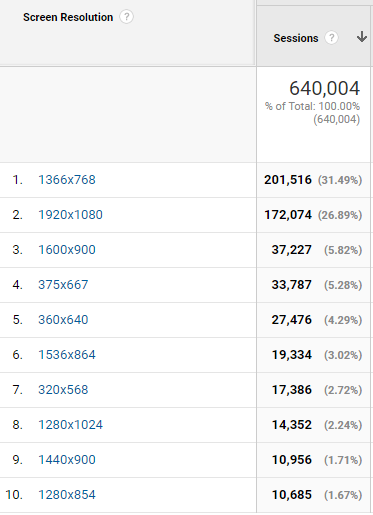 Screen Resolution ?
Sessions ?
640,004
% of Total: 100.00%
(640,004)
1. 1366x768 201,516 (31.49%)
2. 1920x1080 172,074 (26.89%)
3. 1600x900 37,227 (5.82%)
4. 375x667 33,787 (5.28%)
5. 360x640 27,476 (4.29%)
6. 1536x864 19,334 (3.02%)
7. 320x568 17,386 (2.72%)
8. 1280x1024 14,352 (2.24%)
9. 1440x900 10,956 (1.71%)
10. 1280x854 10,685 (1.67%)